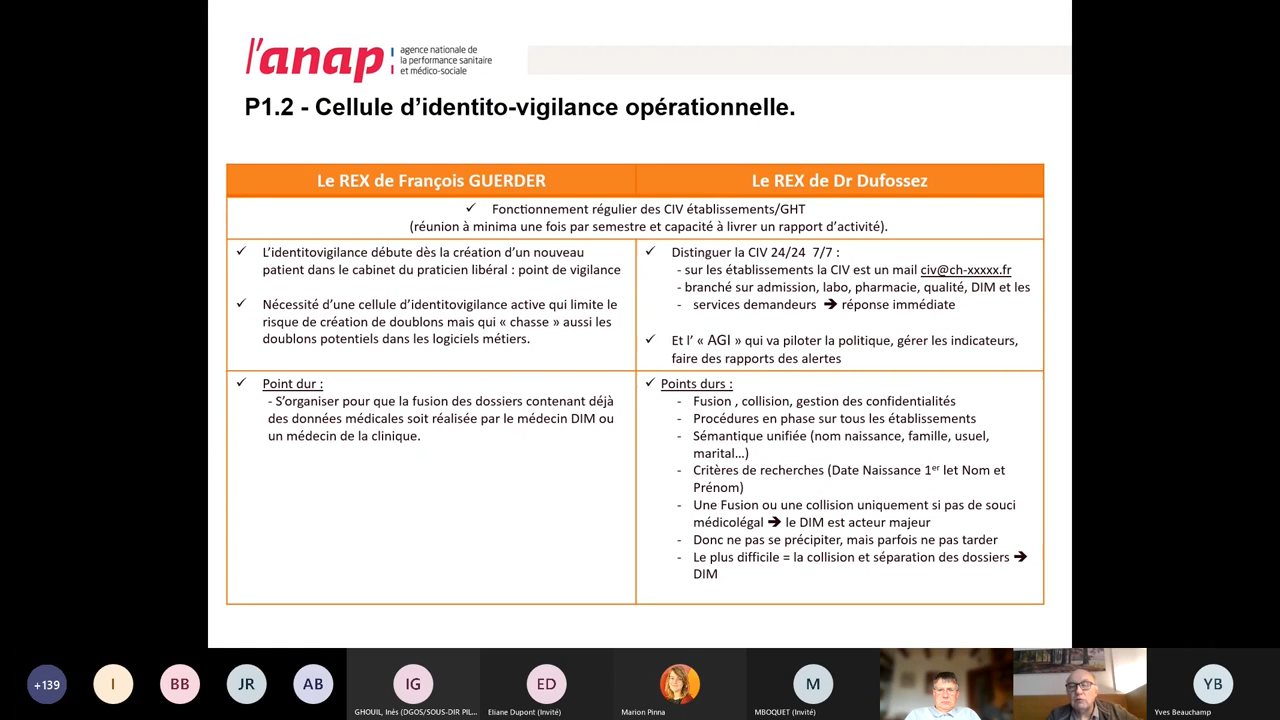 l'anap
agence nationale de
la performance sanitaire
et médico-sociale
P1.2 - Cellule d'identito-vigilance opérationnelle.
Le REX de François GUERDER
Le REX de Dr Dufossez
✓ Fonctionnement régulier des CIV établissements/GHT
(réunion à minima une fois par semestre et capacité à livrer un rapport d'activité).
✓ L'identitovigilance débute dès la création d'un nouveau
patient dans le cabinet du praticien libéral : point de vigilance
✓ Nécessité d'une cellule d'identitovigilance active qui limite le
risque de création de doublons mais qui « chasse » aussi les
doublons potentiels dans les logiciels métiers.
✓ Distinguer la CIV 24/24 7/7 :
- sur les établissements la CIV est un mail civ@ch-xxxxx.fr
- branché sur admission, labo, pharmacie, qualité, DIM et les
- services demandeurs ➔ réponse immédiate
✓ Et l' « AGI » qui va piloter la politique, gérer les indicateurs,
faire des rapports des alertes
✓ Point dur :
- S'organiser pour que la fusion des dossiers contenant déjà
des données médicales soit réalisée par le médecin DIM ou
un médecin de la clinique.
✓ Points durs :
- Fusion , collision, gestion des confidentialités
- Procédures en phase sur tous les établissements
- Sémantique unifiée (nom naissance, famille, usuel,
marital…)
- Critères de recherches (Date Naissance 1er let Nom et
Prénom)
- Une Fusion ou une collision uniquement si pas de souci
médicolégal ➔ le DIM est acteur majeur
- Donc ne pas se précipiter, mais parfois ne pas tarder
- Le plus difficile = la collision et séparation des dossiers ➔
DIM
+139
I
BB
JR
AB
IG
ED
M
YB
GHOUIL, Inès (DGOS/SOUS-DIR PIL...
Eliane Dupont (Invité)
Marion Pinna
MBOQUET (Invité)
Yves Beauchamp